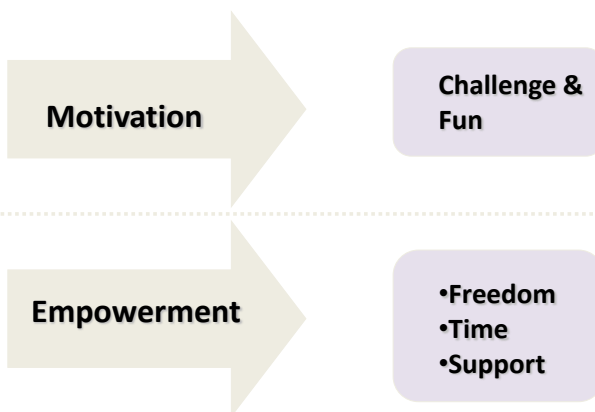 Motivation
Challenge &
Fun
Empowerment
•Freedom
•Time
•Support